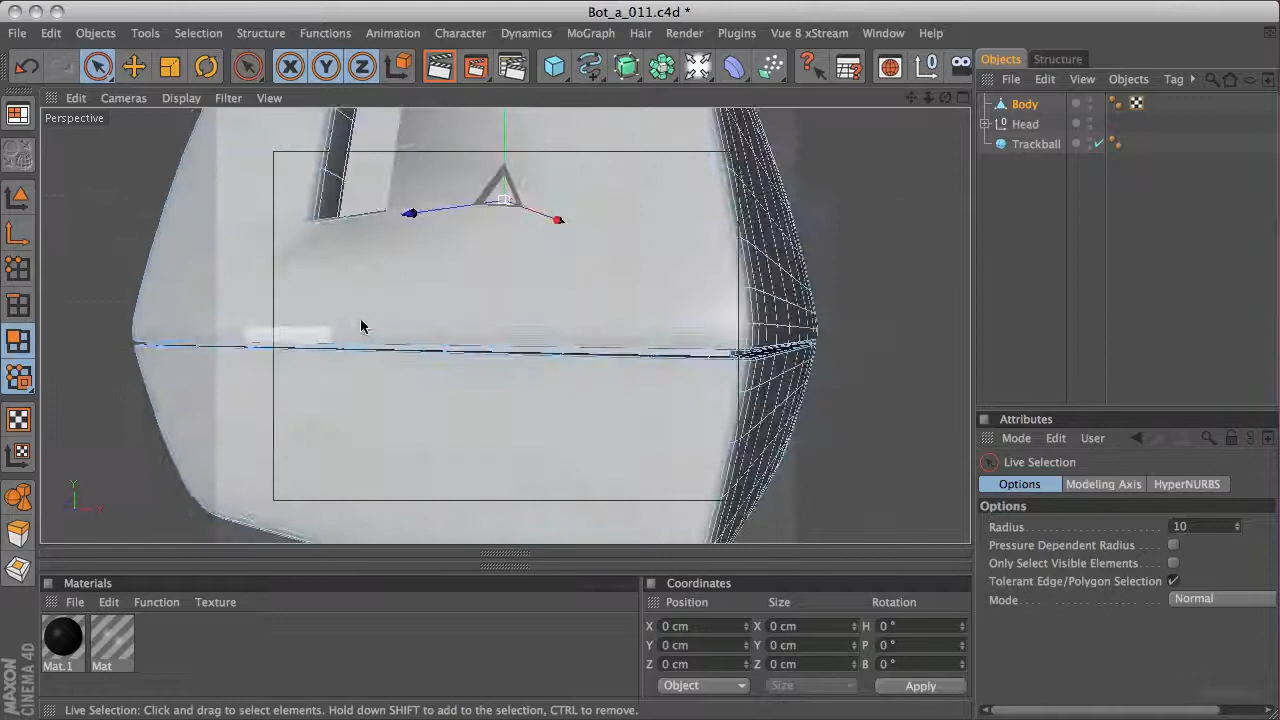 Bot_a_011.c4d *
File Edit Objects Tools Selection Structure Functions Animation Character Dynamics MoGraph Hair Render Plugins Vue 8 xStream Window Help
Objects Structure
File Edit View Objects Tag
Edit Cameras Display Filter View
Perspective
Body
Head
Trackball
Y
Attributes
Mode Edit User
Live Selection
Options Modeling Axis HyperNURBS
Options
Radius 10
Pressure Dependent Radius
Only Select Visible Elements
Tolerant Edge/Polygon Selection
Mode Normal
Materials
File Edit Function Texture
Mat.1 Mat
Coordinates
Position Size Rotation
X 0 cm X 0 cm H 0 °
Y 0 cm Y 0 cm P 0 °
Z 0 cm Z 0 cm B 0 °
Object Size Apply
MAXON
CINEMA 4D
Live Selection: Click and drag to select elements. Hold down SHIFT to add to the selection, CTRL to remove.